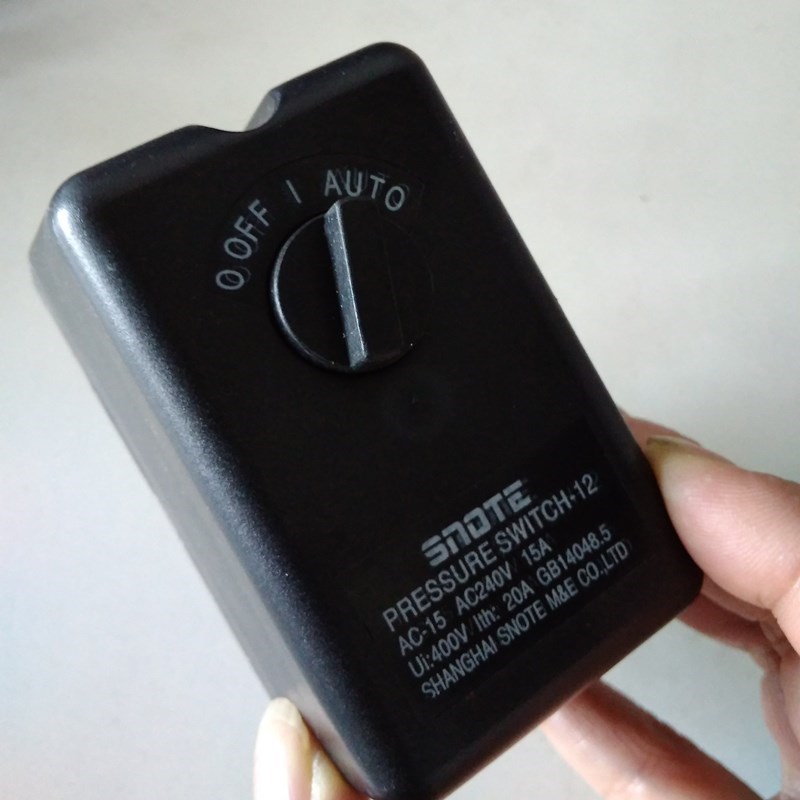 O OFF I AUTO
SNOTE
PRESSURE SWITCH-12
AC-15 AC240V 15A
Ui:400V Ith: 20A GB14048.5
SHANGHAI SNOTE M&E CO.,LTD